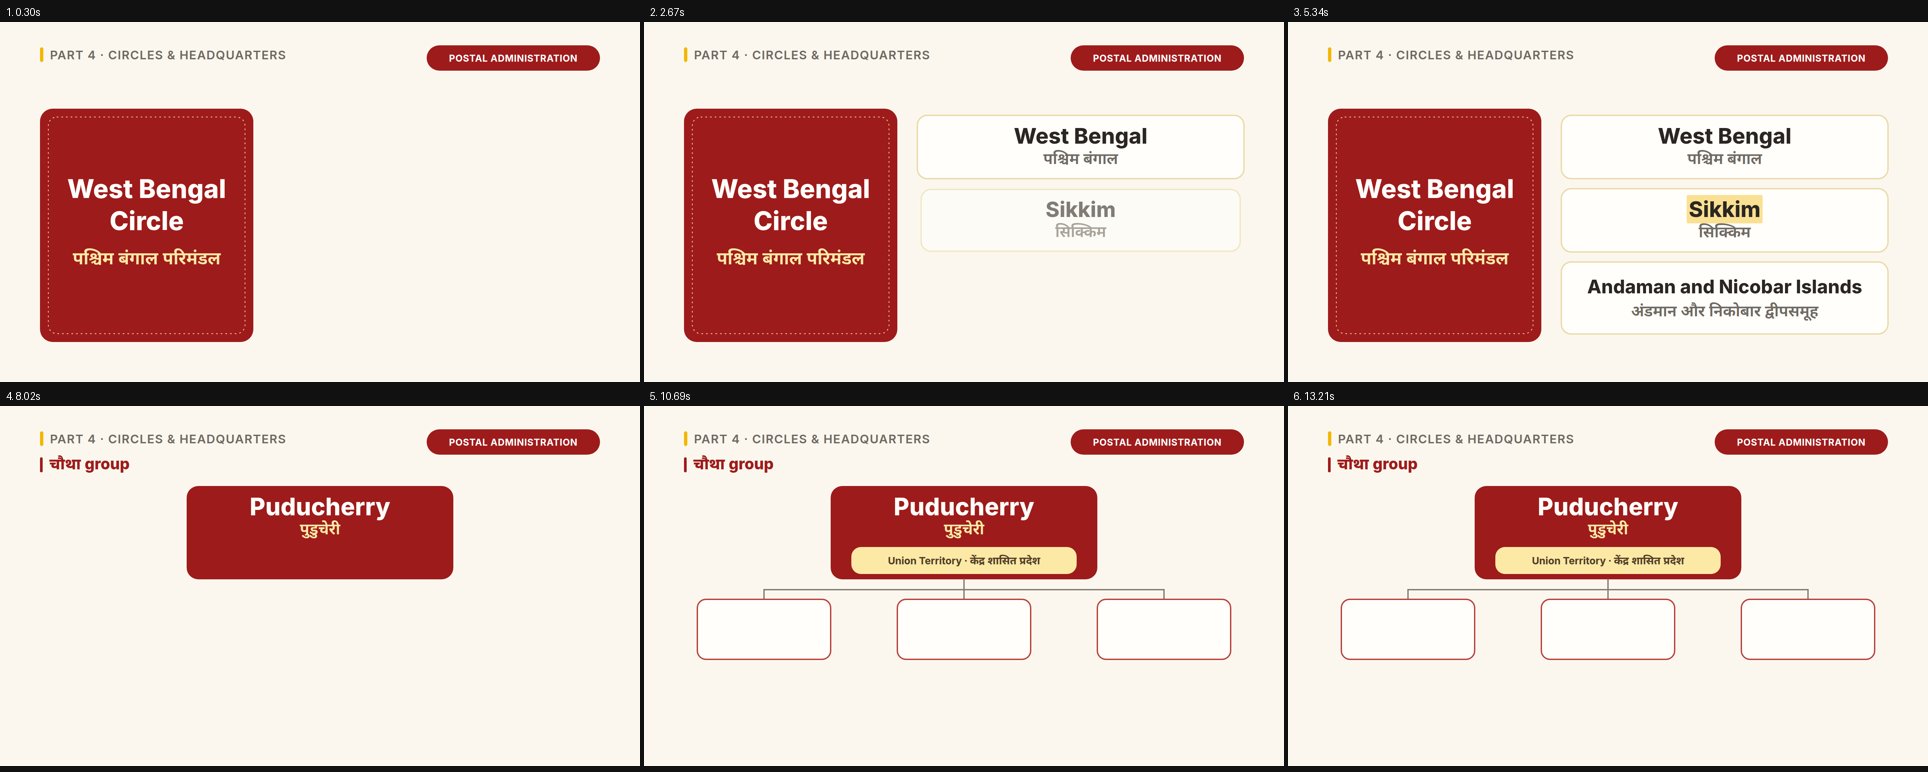 1. 0.30s
PART 4 · CIRCLES & HEADQUARTERS
POSTAL ADMINISTRATION
West Bengal
Circle
पश्चिम बंगाल परिमंडल
2. 2.67s
PART 4 · CIRCLES & HEADQUARTERS
POSTAL ADMINISTRATION
West Bengal
Circle
पश्चिम बंगाल परिमंडल
West Bengal
पश्चिम बंगाल
Sikkim
सिक्किम
3. 5.34s
PART 4 · CIRCLES & HEADQUARTERS
POSTAL ADMINISTRATION
West Bengal
Circle
पश्चिम बंगाल परिमंडल
West Bengal
पश्चिम बंगाल
Sikkim
सिक्किम
Andaman and Nicobar Islands
अंडमान और निकोबार द्वीपसमूह
4. 8.02s
PART 4 · CIRCLES & HEADQUARTERS
POSTAL ADMINISTRATION
चौथा group
Puducherry
पुडुचेरी
5. 10.69s
PART 4 · CIRCLES & HEADQUARTERS
POSTAL ADMINISTRATION
चौथा group
Puducherry
पुडुचेरी
Union Territory · केंद्र शासित प्रदेश
6. 13.21s
PART 4 · CIRCLES & HEADQUARTERS
POSTAL ADMINISTRATION
चौथा group
Puducherry
पुडुचेरी
Union Territory · केंद्र शासित प्रदेश